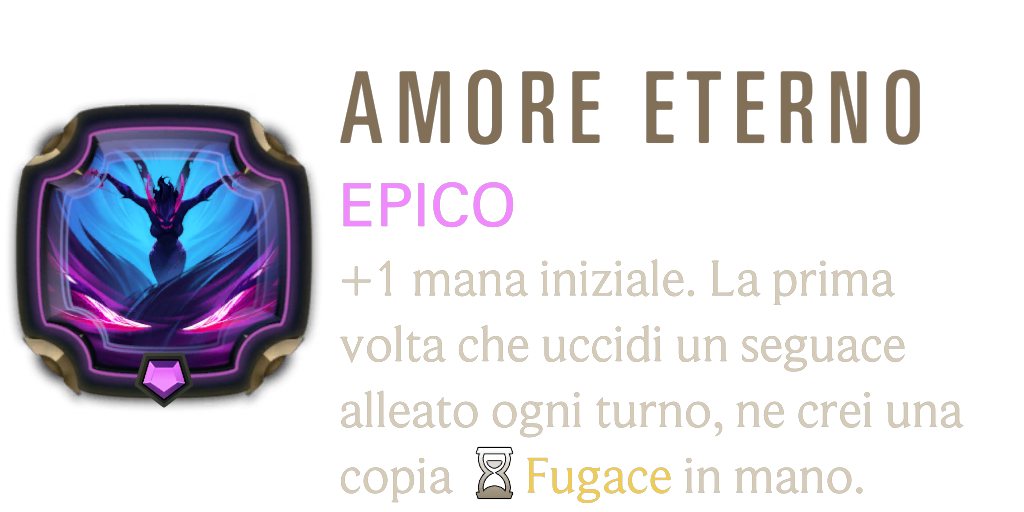 AMORE ETERNO
EPICO
+1 mana iniziale. La prima
volta che uccidi un seguace
alleato ogni turno, ne crei una
copia Fugace in mano.